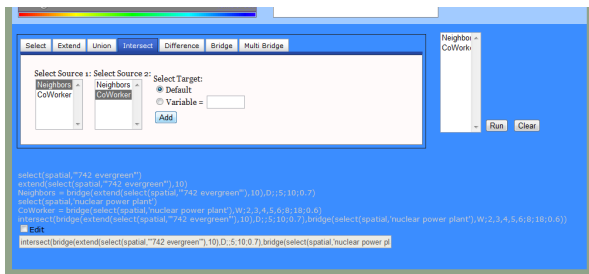 Select Extend Union Intersect Difference Bridge Multi Bridge
Select Source 1: Select Source 2: Select Target:
Neighbors
CoWorker
Neighbors
CoWorker
Default
Variable =
Add
Neighbor
CoWork
Run Clear
select(spatial,'"742 evergreen"')
extend(select(spatial,'"742 evergreen"'),10)
Neighbors = bridge(extend(select(spatial,'"742 evergreen"'),10),D,;5;10;0.7)
select(spatial,'nuclear power plant')
CoWorker = bridge(select(spatial,'nuclear power plant'),W;2,3,4,5,6;8;18;0.6)
intersect(bridge(extend(select(spatial,'"742 evergreen"'),10),D,;5;10;0.7),bridge(select(spatial,'nuclear power plant'),W;2,3,4,5,6;8;18;0.6))
Edit
intersect(bridge(extend(select(spatial,'"742 evergreen"'),10),D,;5;10;0.7),bridge(select(spatial,'nuclear power pl